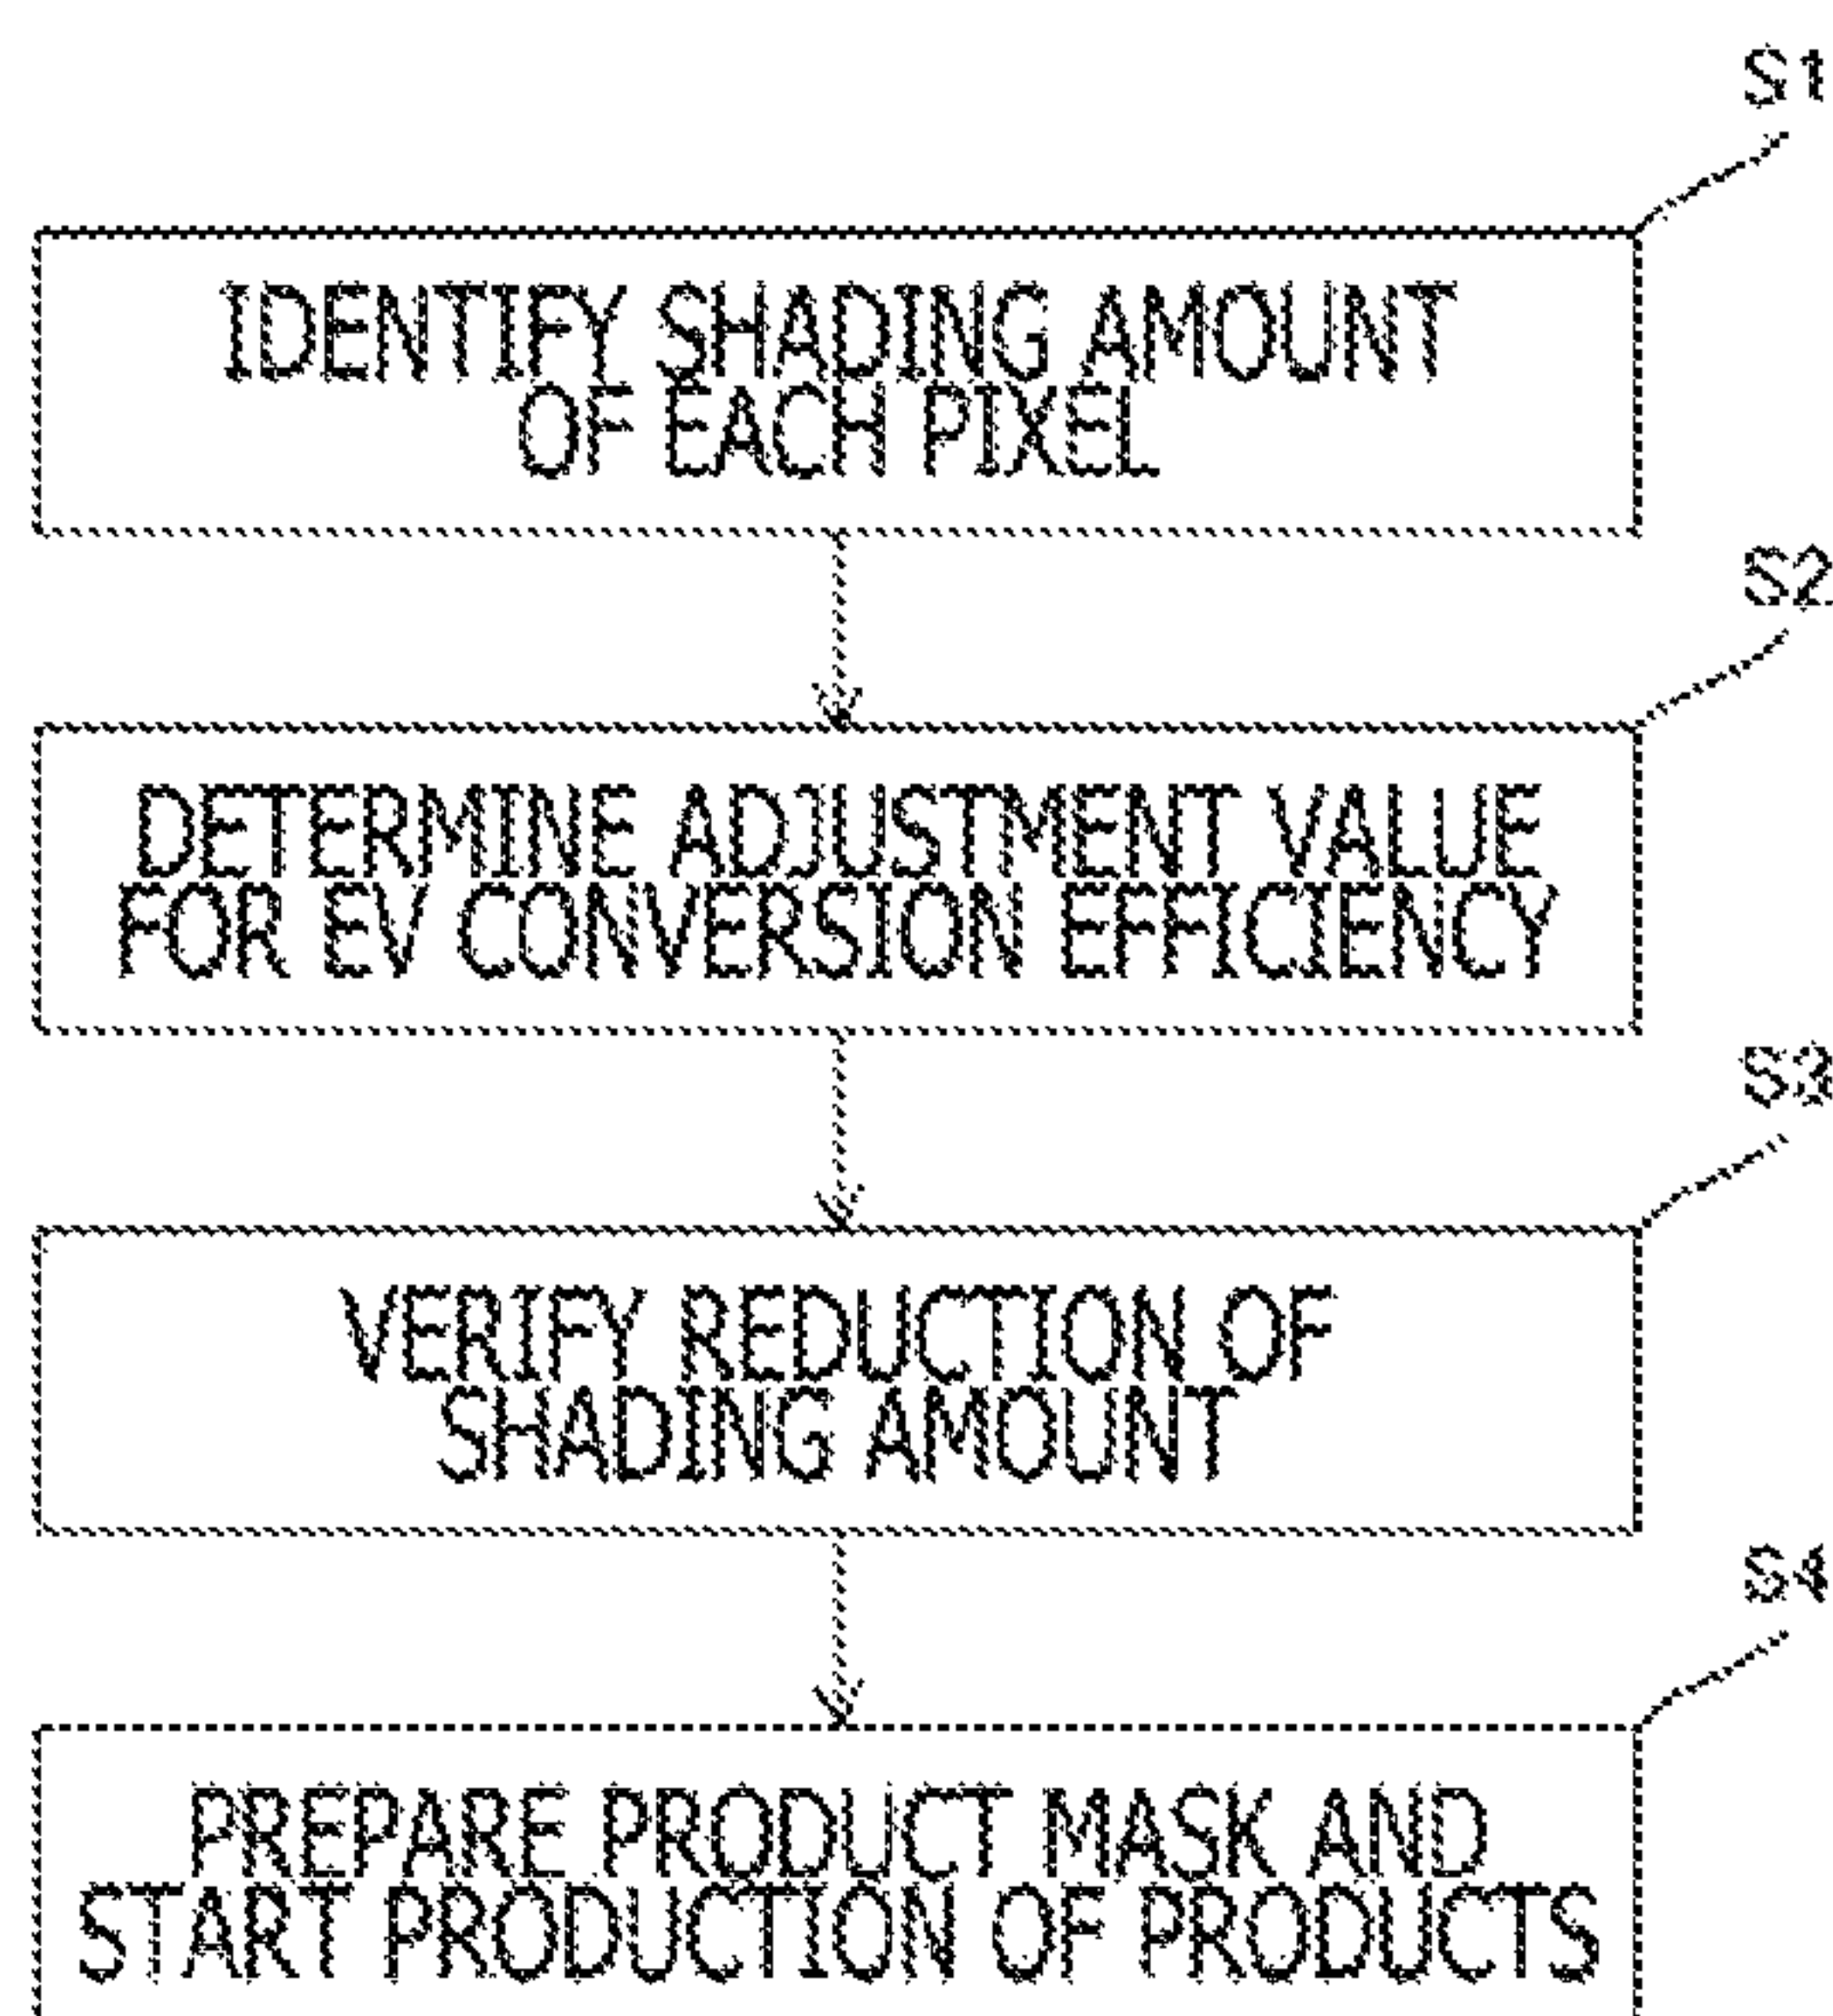 S1
IDENTIFY SHADING AMOUNT
OF EACH PIXEL
S2
DETERMINE ADJUSTMENT VALUE
FOR EV CONVERSION EFFICIENCY
S3
VERIFY REDUCTION OF
SHADING AMOUNT
S4
PREPARE PRODUCT MASK AND
START PRODUCTION OF PRODUCTS